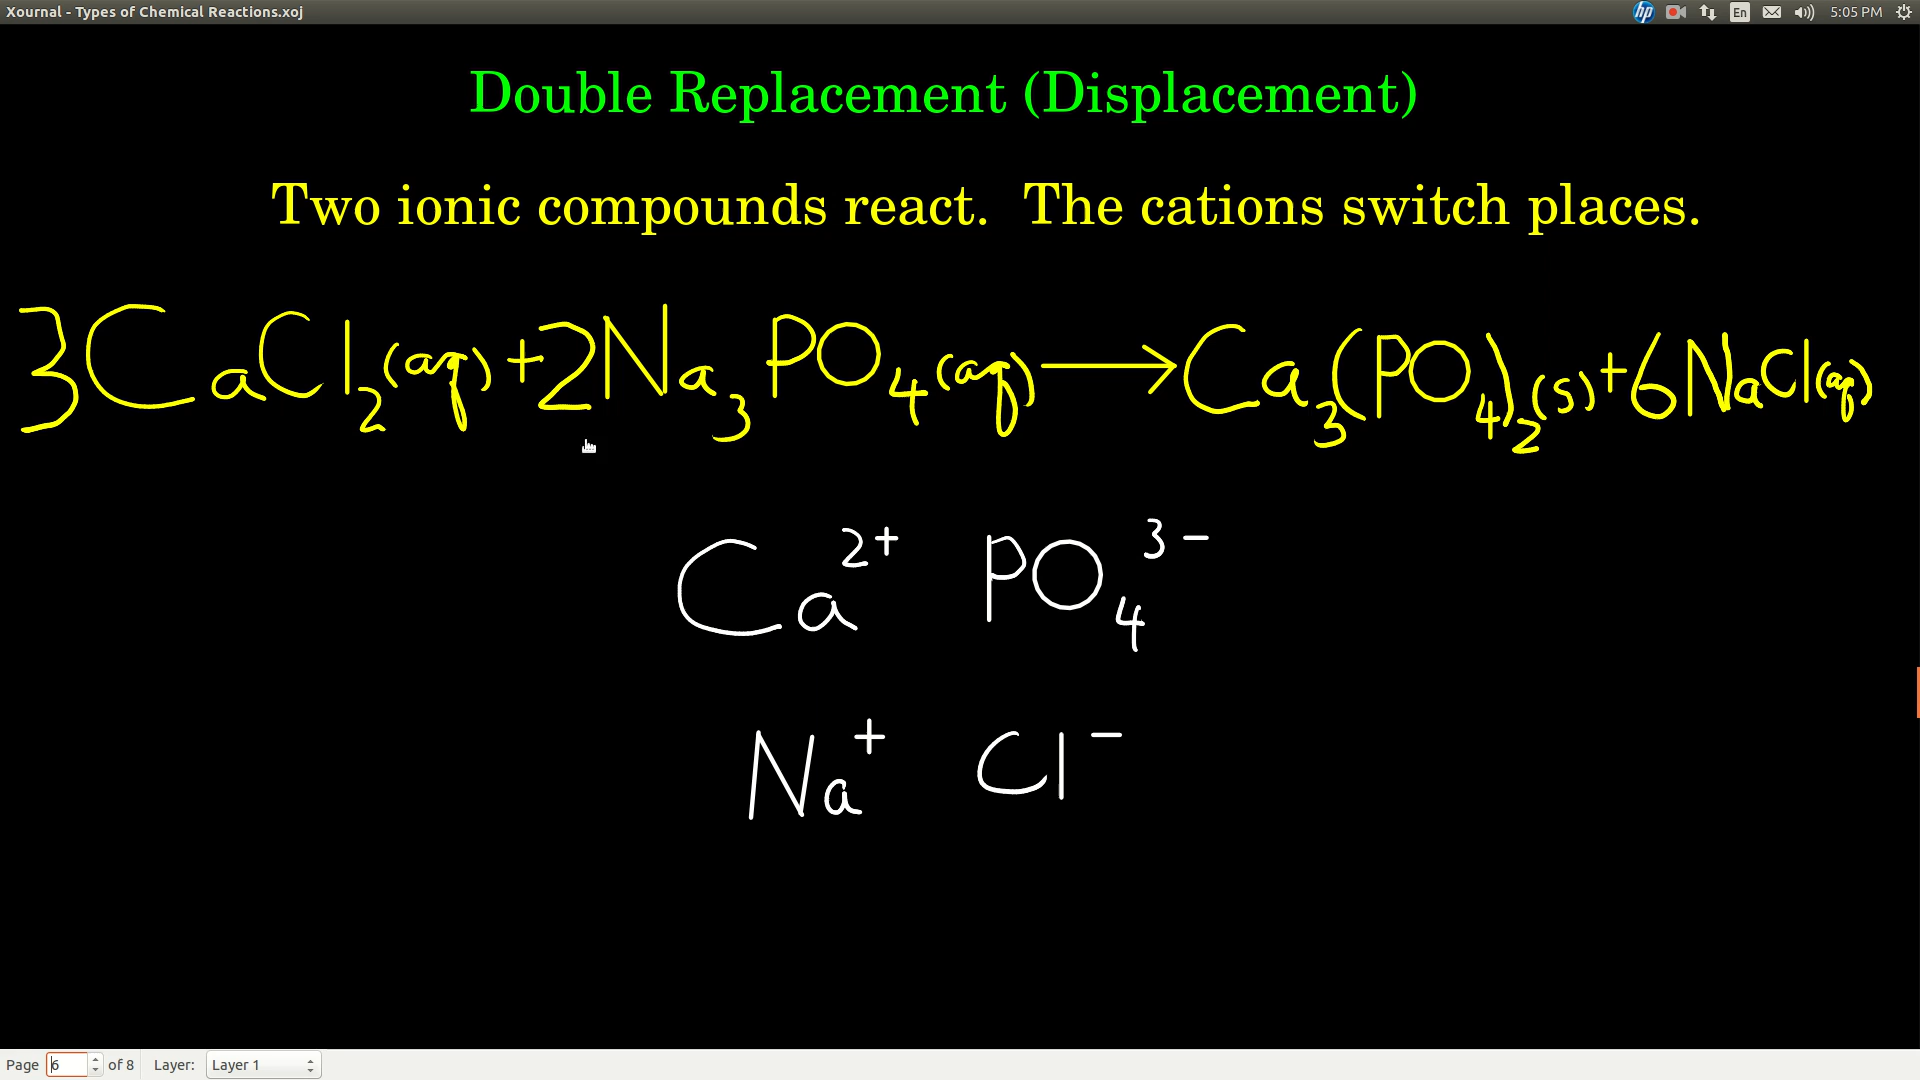 Xournal - Types of Chemical Reactions.xoj
hp En 5:05 PM
Double Replacement (Displacement)
Two ionic compounds react. The cations switch places.
3CaCl₂(aq)+2Na₃PO₄(aq)⟶Ca₃(PO₄)₂(s)+6NaCl(aq)
Ca²⁺ PO₄³⁻
Na⁺ Cl⁻
Page 6 of 8 Layer: Layer 1